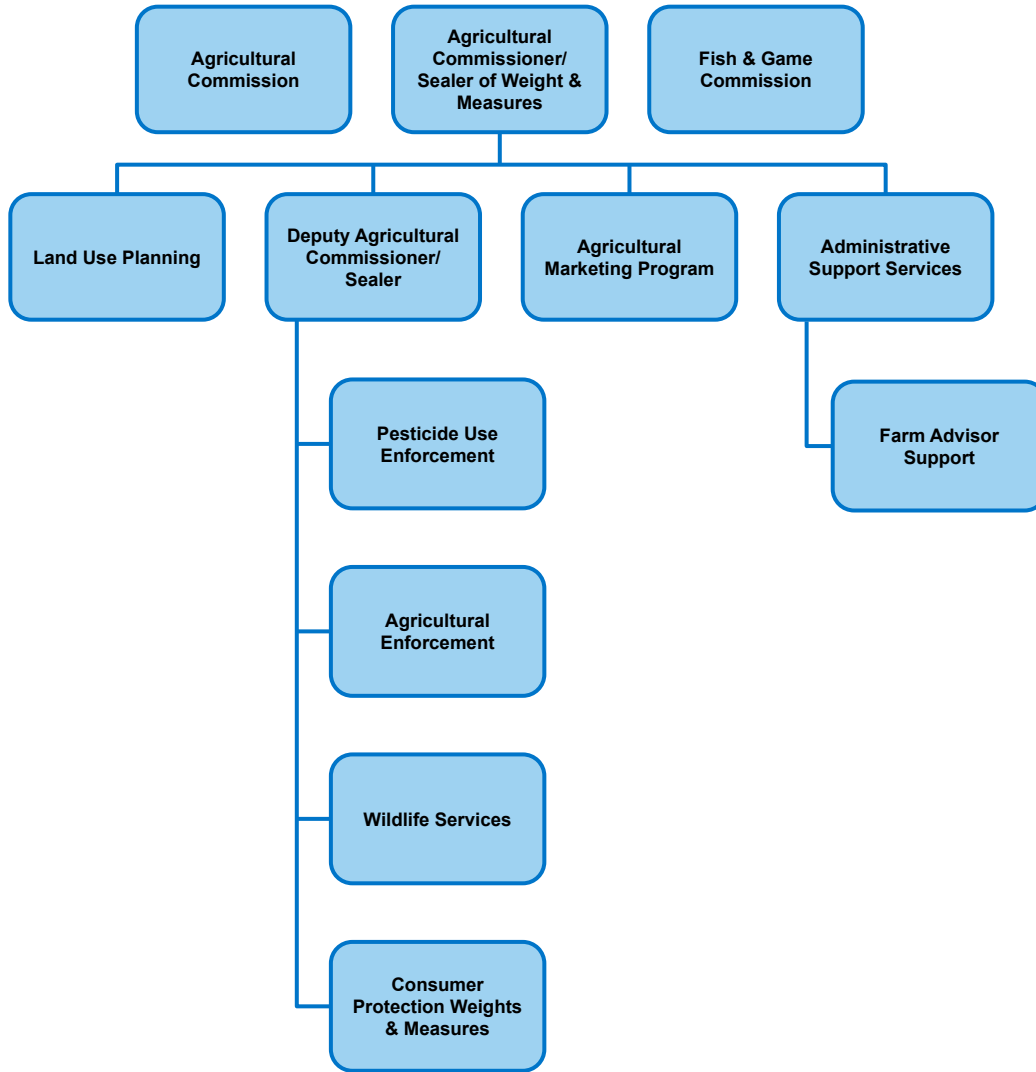 Agricultural
Commission
Agricultural
Commissioner/
Sealer of Weight &
Measures
Fish & Game
Commission
Land Use Planning
Deputy Agricultural
Commissioner/
Sealer
Agricultural
Marketing Program
Administrative
Support Services
Pesticide Use
Enforcement
Farm Advisor
Support
Agricultural
Enforcement
Wildlife Services
Consumer
Protection Weights
& Measures